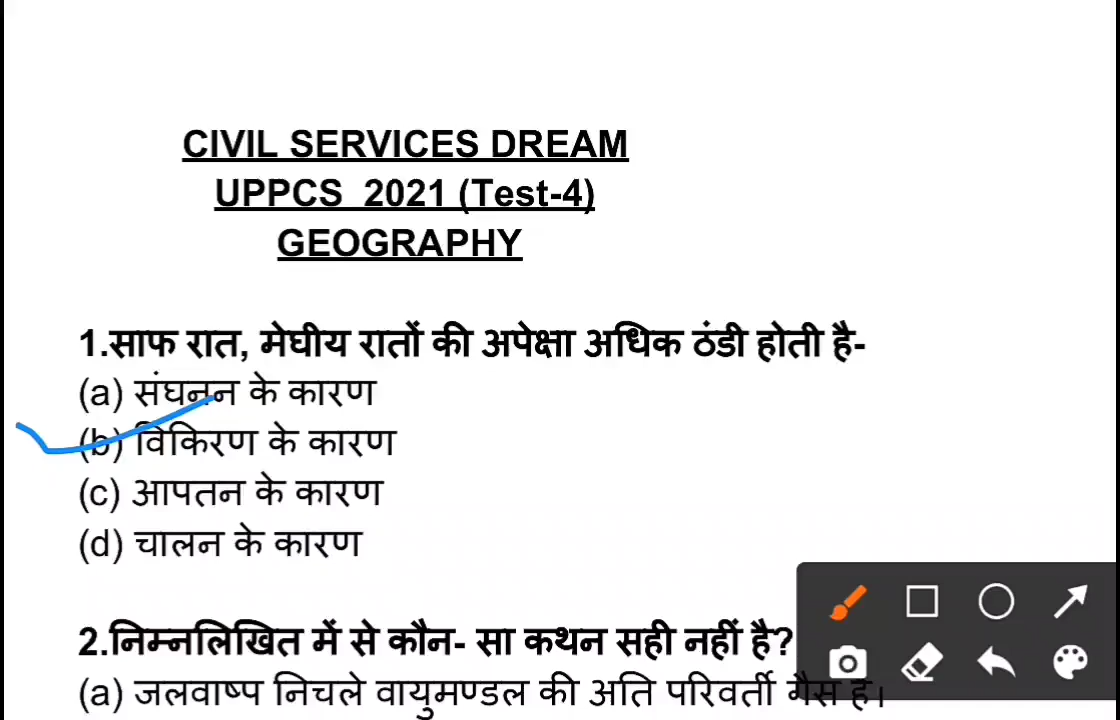 CIVIL SERVICES DREAM
UPPCS 2021 (Test-4)
GEOGRAPHY
1.साफ रात, मेघीय रातों की अपेक्षा अधिक ठंडी होती है-
(a) संघनन के कारण
(b) विकिरण के कारण
(c) आपतन के कारण
(d) चालन के कारण
2.निम्नलिखित में से कौन- सा कथन सही नहीं है?
(a) जलवाष्प निचले वायुमण्डल की अति परिवर्ती गैस है।